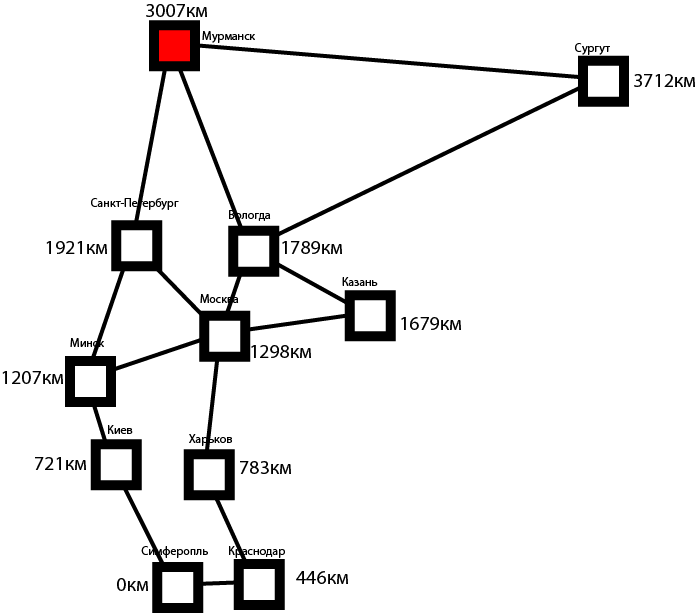 3007км
Мурманск
Сургут
3712км
Санкт-Петербург
1921км
Вологда
1789км
Казань
1679км
Москва
1298км
Минск
1207км
Киев
721км
Харьков
783км
Симферопль
0км
Краснодар
446км